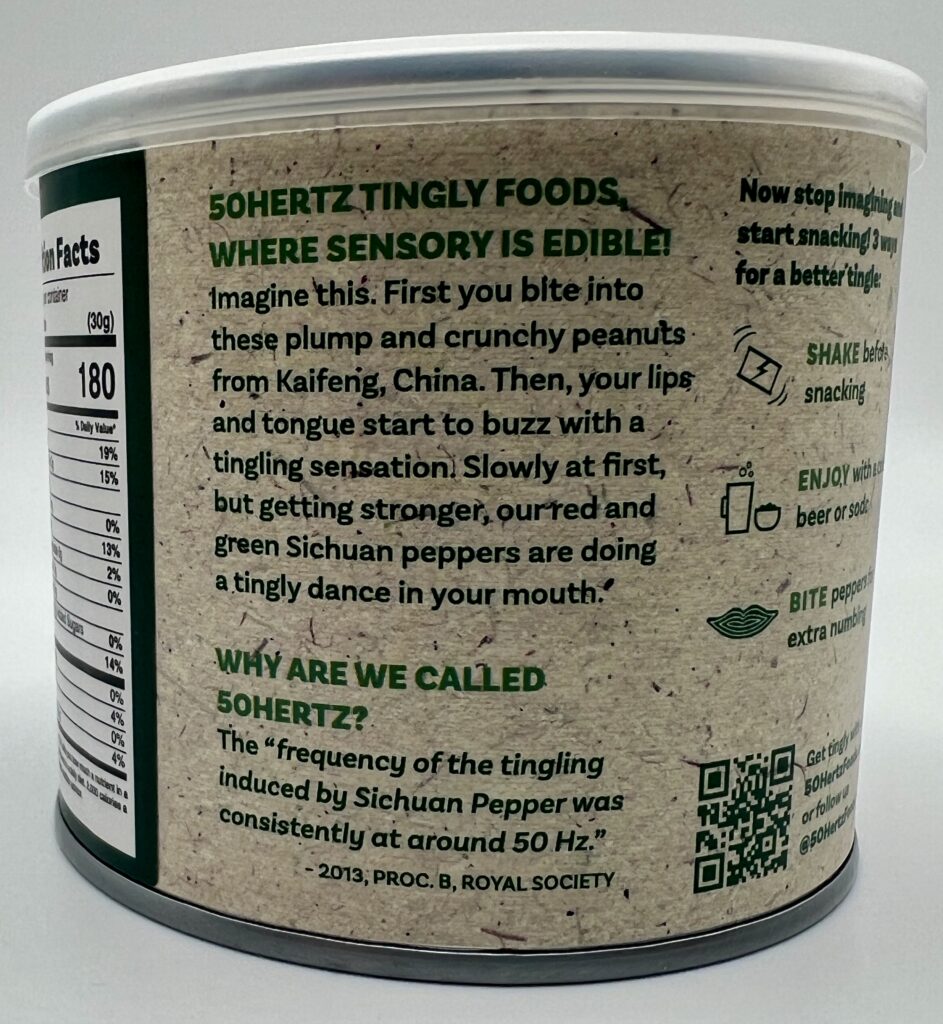 tion Facts
container
(30g)
180
% Daily Value*
19%
15%
0%
13%
2%
0%
Sugars
0%
14%
0%
4%
0%
4%
50HERTZ TINGLY FOODS,
WHERE SENSORY IS EDIBLE!
Imagine this. First you bite into
these plump and crunchy peanuts
from Kaifeng, China. Then, your lips
and tongue start to buzz with a
tingling sensation. Slowly at first,
but getting stronger, our red and
green Sichuan peppers are doing
a tingly dance in your mouth.
WHY ARE WE CALLED
50HERTZ?
The “frequency of the tingling
induced by Sichuan Pepper was
consistently at around 50 Hz.”
- 2013, PROC. B, ROYAL SOCIETY
Now stop imagining and
start snacking! 3 ways
for a better tingle:
SHAKE before
snacking
ENJOY with a
beer or soda
BITE peppers
extra numbing
Get tingly
or follow us